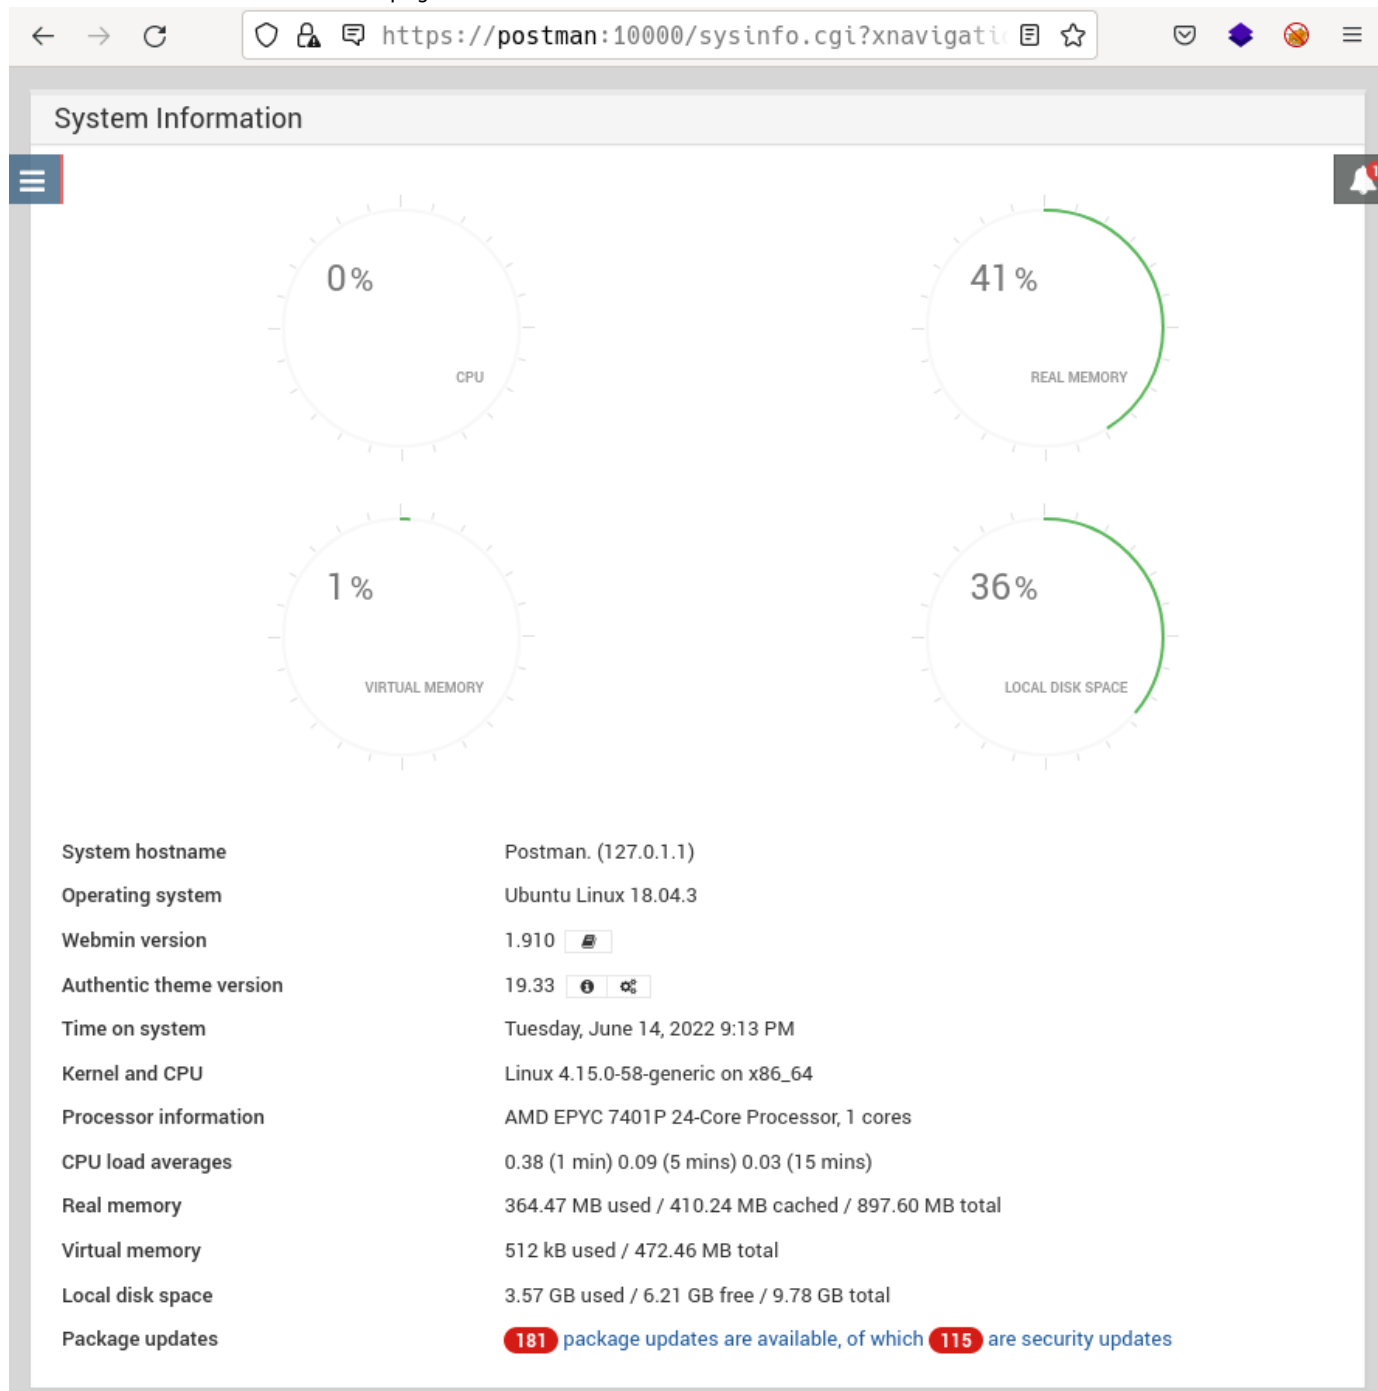 https://postman:10000/sysinfo.cgi?xnavigati
System Information
1
0%
CPU
41%
REAL MEMORY
1%
VIRTUAL MEMORY
36%
LOCAL DISK SPACE
System hostname Postman. (127.0.1.1)
Operating system Ubuntu Linux 18.04.3
Webmin version 1.910
Authentic theme version 19.33
Time on system Tuesday, June 14, 2022 9:13 PM
Kernel and CPU Linux 4.15.0-58-generic on x86_64
Processor information AMD EPYC 7401P 24-Core Processor, 1 cores
CPU load averages 0.38 (1 min) 0.09 (5 mins) 0.03 (15 mins)
Real memory 364.47 MB used / 410.24 MB cached / 897.60 MB total
Virtual memory 512 kB used / 472.46 MB total
Local disk space 3.57 GB used / 6.21 GB free / 9.78 GB total
Package updates 181 package updates are available, of which 115 are security updates